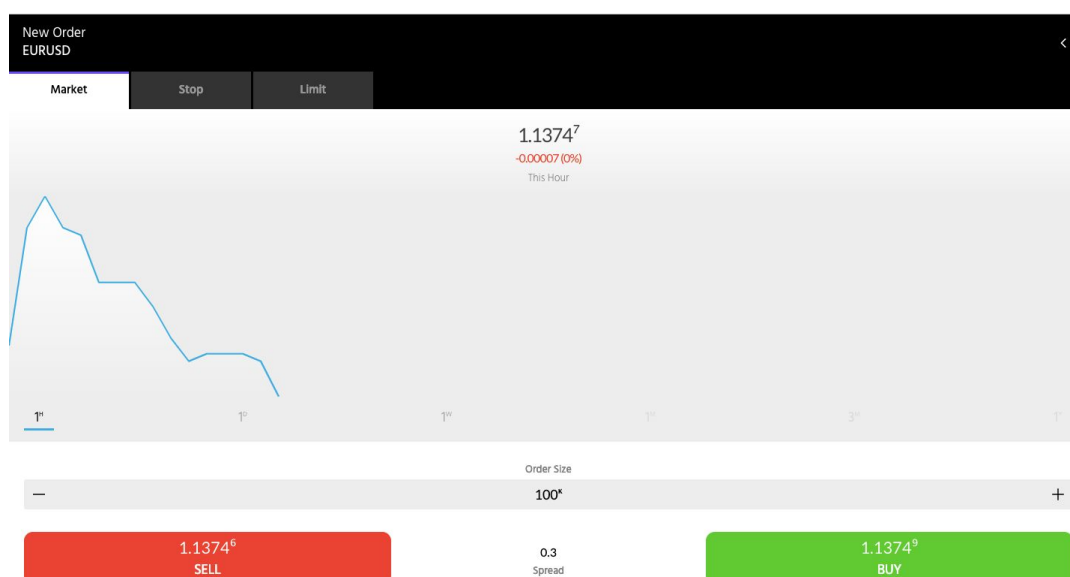 New Order
EURUSD
<
Market Stop Limit
1.1374⁷
-0.00007 (0%)
This Hour
1ᴴ 1ᴰ 1ᵂ 1ᴹ 3ᴹ
Order Size
− 100ᴷ +
1.1374⁶ 0.3 1.1374⁹
SELL Spread BUY